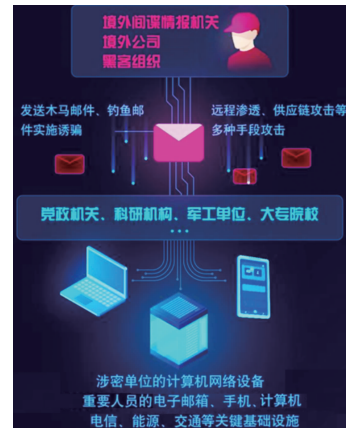 境外间谍情报机关
境外公司
黑客组织
发送木马邮件、钓鱼邮
件实施诱骗
远程渗透、供应链攻击等
多种手段攻击
党政机关、科研机构、军工单位、大专院校
...
涉密单位的计算机网络设备
重要人员的电子邮箱、手机、计算机
电信、能源、交通等关键基础设施